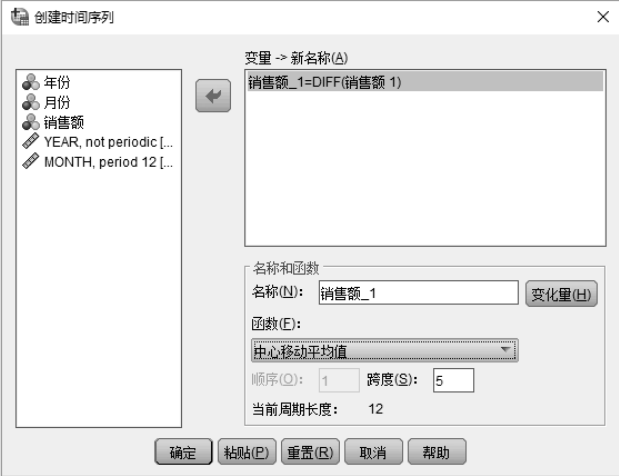 创建时间序列
变量 -> 新名称(A)
年份
月份
销售额
YEAR, not periodic [...
MONTH, period 12 [...
销售额_1=DIFF(销售额 1)
名称和函数
名称(N): 销售额_1 变化量(H)
函数(F):
中心移动平均值
顺序(O): 1 跨度(S): 5
当前周期长度: 12
确定 粘贴(P) 重置(R) 取消 帮助